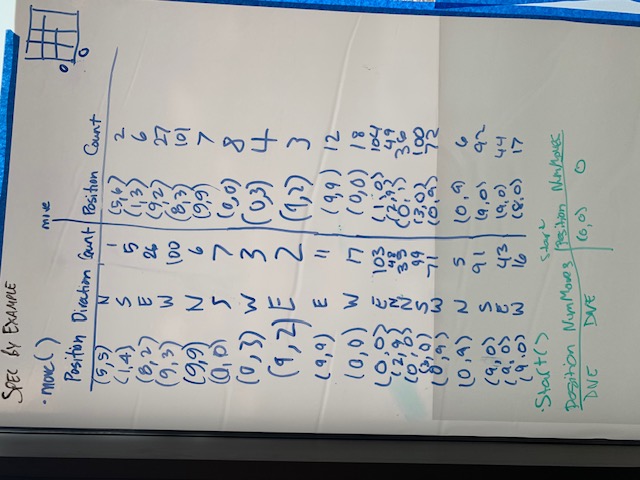 SPEC BY EXAMPLE
0
0
· move() move
Position Direction Count Position Count
(5,5) N 1 (5,6) 2
(1,4) S 5 (1,3) 6
(8,2) E 26 (9,2) 27
(9,3) W 100 (8,3) 101
(9,9) N 6 (9,9) 7
(0,0) S 7 (0,0) 8
(0,3) W 3 (0,3) 4
(9,2) E 2 (9,2) 3
(9,9) E 11 (9,9) 12
(0,0) W 17 (0,0) 18
(0,0) E 103 (1,0) 104
(2,9) N 48 (2,9) 49
(0,0) N 35 (0,1) 36
(3,0) S 99 (3,0) 100
(0,9) W 71 (0,9) 72
(0,9) N 5 (0,9) 6
(9,0) S 91 (9,0) 92
(9,0) E 43 (9,0) 44
(9,0) W 16 (8,0) 17
· Start() Start
Position NumMoves Position NumMoves
DNE DNE (0,0) 0